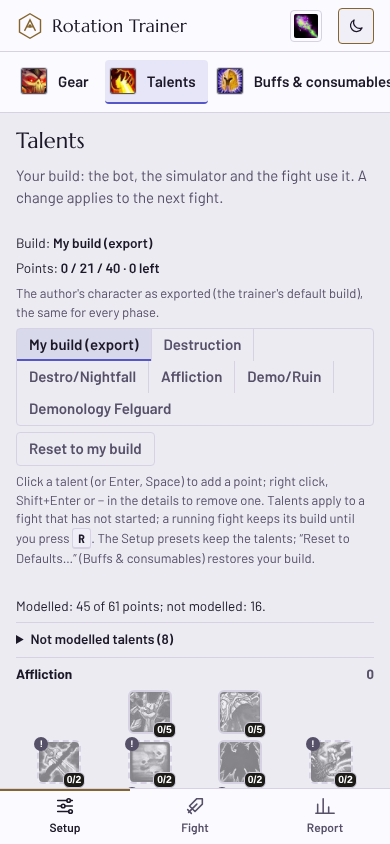 Rotation Trainer
Gear
Talents
Buffs & consumables
Talents
Your build: the bot, the simulator and the fight use it. A
change applies to the next fight.
Build: My build (export)
Points: 0 / 21 / 40 · 0 left
The author's character as exported (the trainer's default build),
the same for every phase.
My build (export)
Destruction
Destro/Nightfall
Affliction
Demo/Ruin
Demonology Felguard
Reset to my build
Click a talent (or Enter, Space) to add a point; right click,
Shift+Enter or − in the details to remove one. Talents apply to a
fight that has not started; a running fight keeps its build until
you press R. The Setup presets keep the talents; "Reset to
Defaults…" (Buffs & consumables) restores your build.
Modelled: 45 of 61 points; not modelled: 16.
Not modelled talents (8)
Affliction 0
0/5
0/5
! 0/2
! 0/2
0/2
! 0/2
Setup
Fight
Report